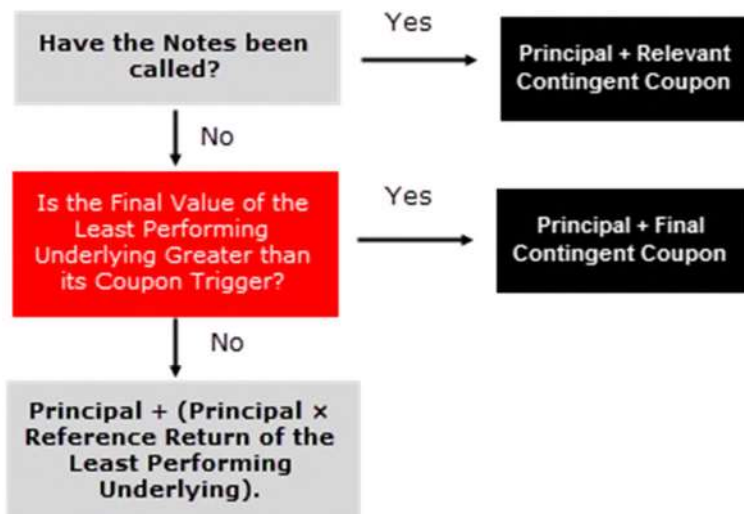 Have the Notes been
called?
Yes
Principal + Relevant
Contingent Coupon
No
Is the Final Value of the
Least Performing
Underlying Greater than
its Coupon Trigger?
Yes
Principal + Final
Contingent Coupon
No
Principal + (Principal ×
Reference Return of the
Least Performing
Underlying).